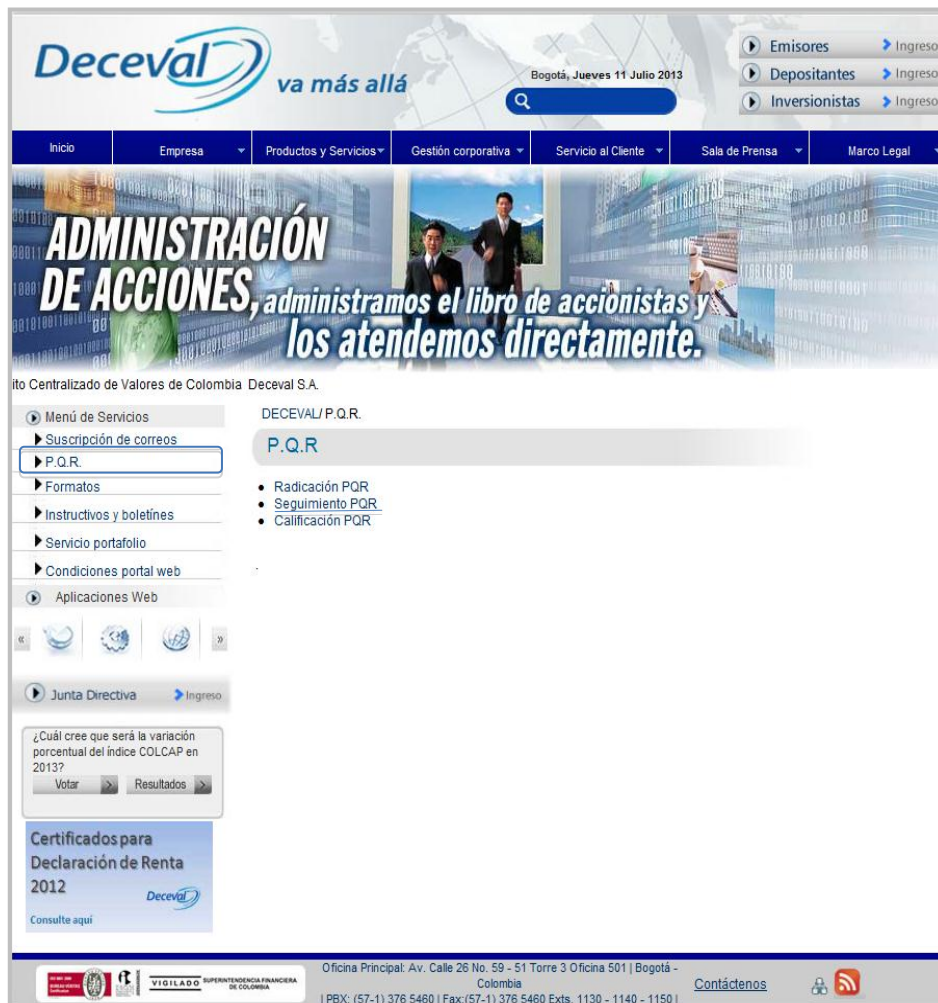 Deceval
va más allá
Bogotá, Jueves 11 Julio 2013
Emisores Ingreso
Depositantes Ingreso
Inversionistas Ingreso
Inicio Empresa Productos y Servicios Gestión corporativa Servicio al Cliente Sala de Prensa Marco Legal
ADMINISTRACIÓN
DE ACCIONES, administramos el libro de accionistas y
los atendemos directamente.
ito Centralizado de Valores de Colombia Deceval S.A.
Menú de Servicios
Suscripción de correos
P.Q.R.
Formatos
Instructivos y boletínes
Servicio portafolio
Condiciones portal web
Aplicaciones Web
« »
Junta Directiva Ingreso
¿Cuál cree que será la variación
porcentual del índice COLCAP en
2013?
Votar > Resultados >
Certificados para
Declaración de Renta
2012
Deceval
Consulte aquí
DECEVAL/ P.Q.R.
P.Q.R
• Radicación PQR
• Seguimiento PQR
• Calificación PQR
.
VIGILADO SUPERINTENDENCIA FINANCIERA
DE COLOMBIA
Oficina Principal: Av. Calle 26 No. 59 - 51 Torre 3 Oficina 501 | Bogotá -
Colombia
| PBX: (57-1) 376 5460 | Fax:(57-1) 376 5460 Exts. 1130 - 1140 - 1150 |
Contáctenos